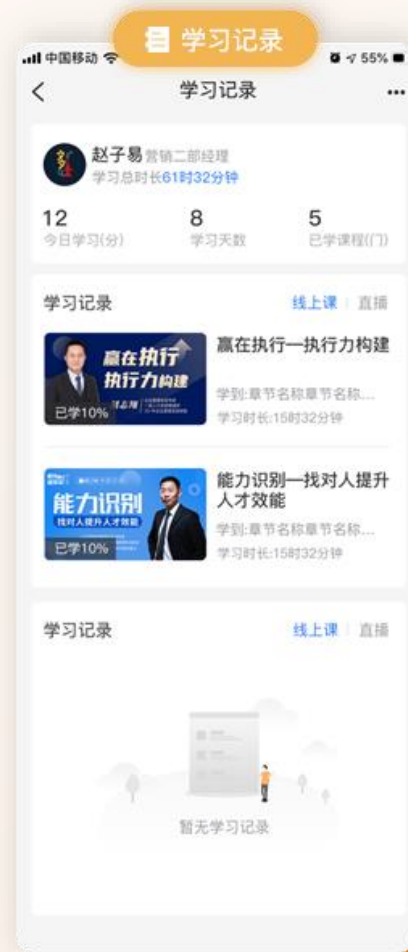 学习记录
中国移动 55%
学习记录
赵子易 营销二部经理
学习总时长61时32分钟
12 8 5
今日学习(分) 学习天数 已学课程(门)
学习记录 线上课 直播
赢在执行
执行力构建
已学10%
赢在执行—执行力构建
学到:章节名称章节名称...
学习时长:15时32分钟
能力识别
找对人提升人才效能
已学10%
能力识别—找对人提升
人才效能
学到:章节名称章节名称...
学习时长:15时32分钟
学习记录 线上课 直播
暂无学习记录